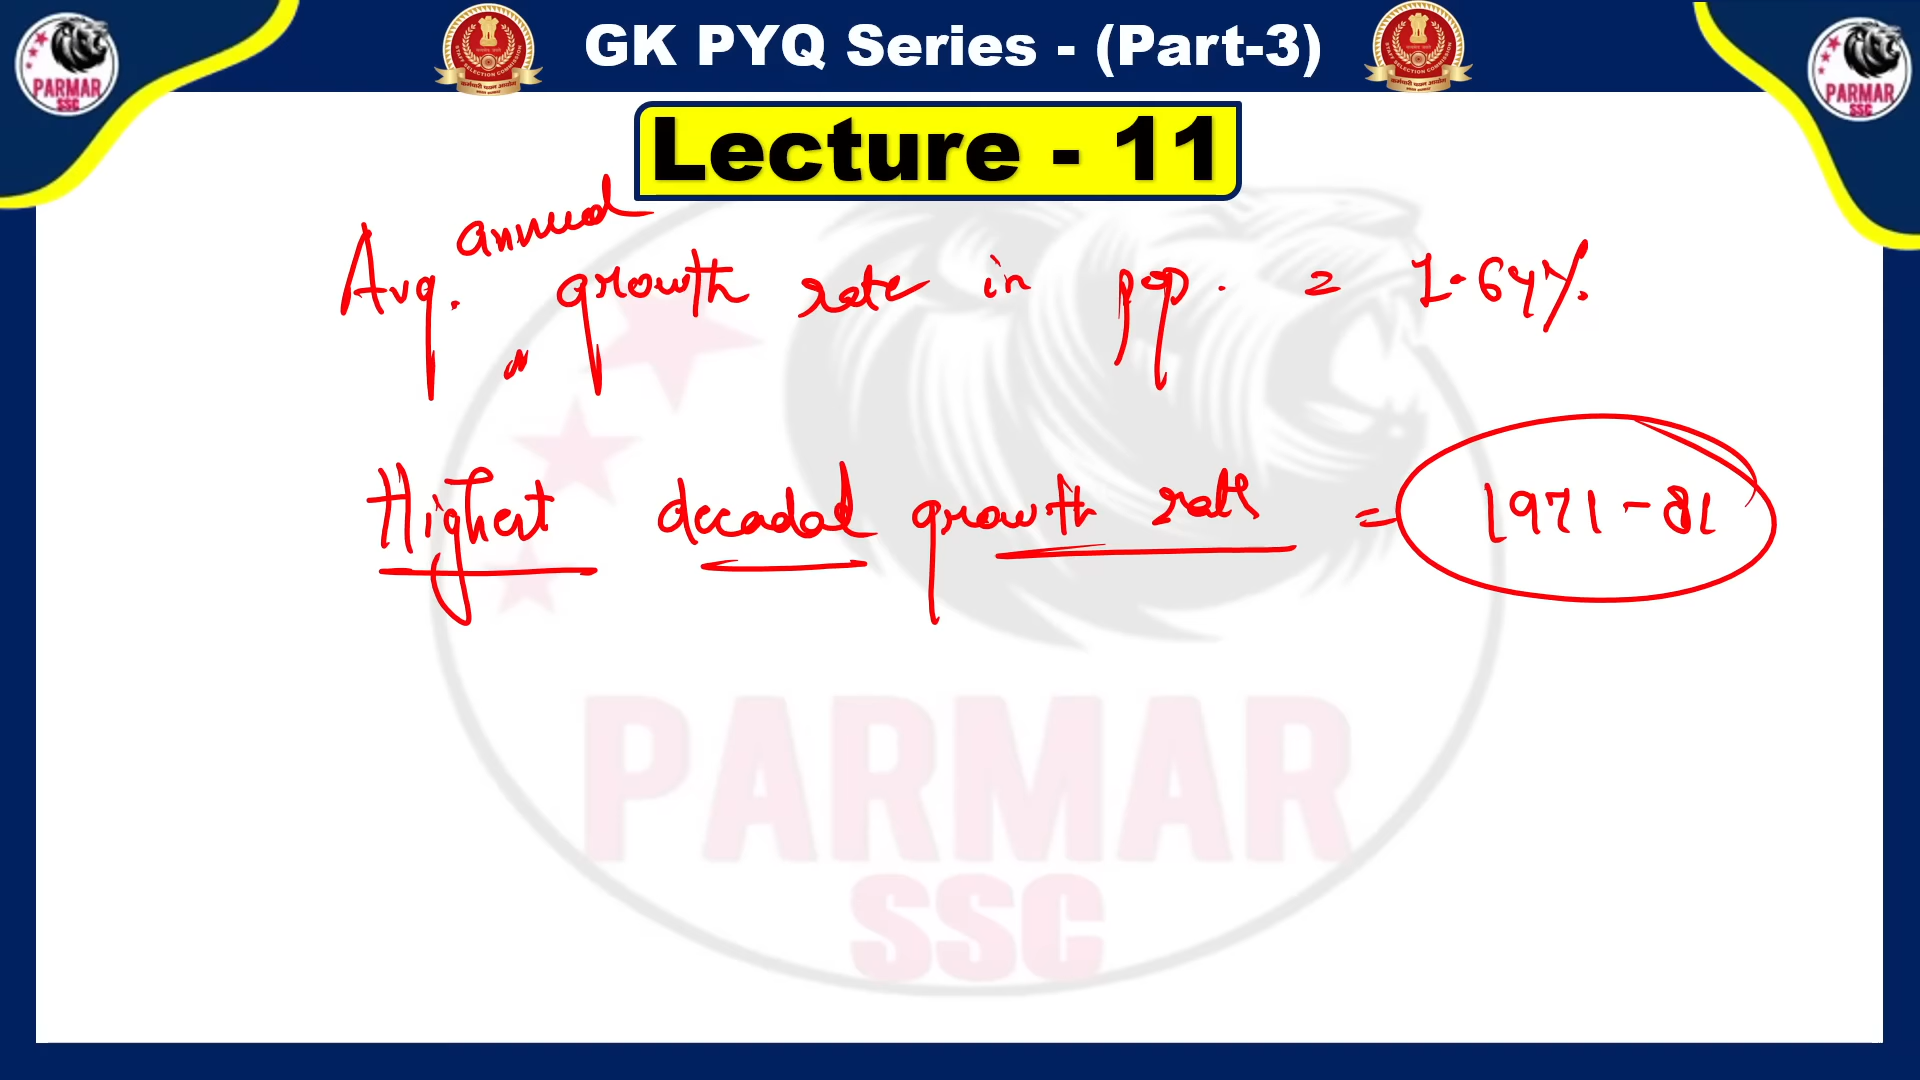 GK PYQ Series - (Part-3)
PARMAR
SSC
PARMAR
SSC
Lecture - 11
Avg. annual growth rate in pop. = 1.64%
Highest decadal growth rate = 1971-81
PARMAR
SSC